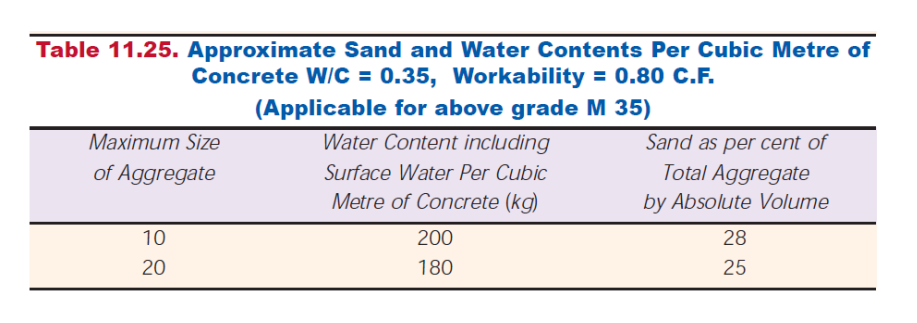 Table 11.25. Approximate Sand and Water Contents Per Cubic Metre of
Concrete W/C = 0.35, Workability = 0.80 C.F.
(Applicable for above grade M 35)
Maximum Size Water Content including Sand as per cent of
of Aggregate Surface Water Per Cubic Total Aggregate
Metre of Concrete (kg) by Absolute Volume
10 200 28
20 180 25